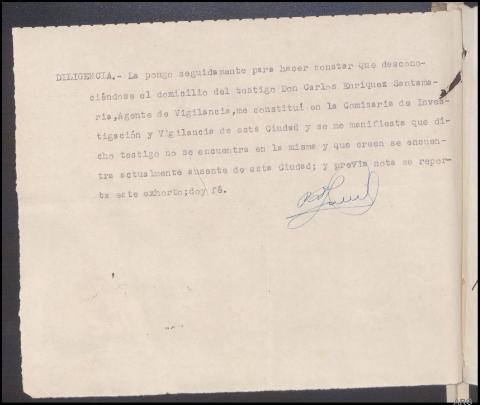 DILIGENCIA.- La pongo seguidamente para hacer constar que descono-
ciéndose el domicilio del testigo Don Carlos Enriquez Santama-
ria,Agente de Vigilancia,me constituí en la Comisaria de Inves-
tigación y Vigilancia de esta Ciudad y se me manifiesta que di-
cho testigo no se encuentra en la misma y que creen se encuen-
tra actualmente ausente de esta Ciudad; y previa nota se repor-
ta este exhorto;doy fé.